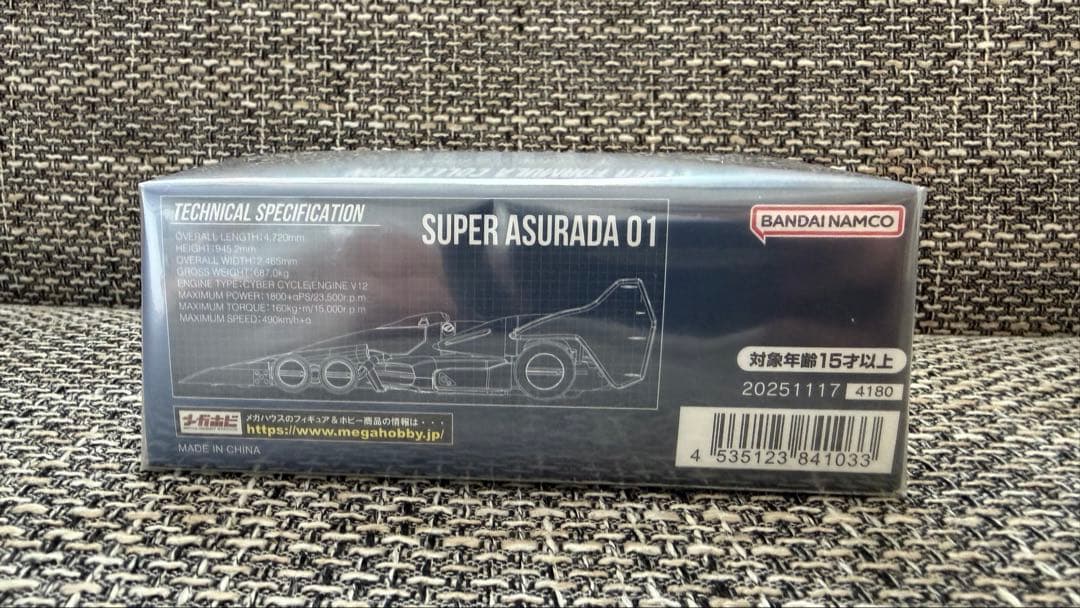 CYBER FORMULA COLLECTION
TECHNICAL SPECIFICATION
OVERALL LENGTH:4,720mm
HEIGHT:945.2mm
OVERALL WIDTH:2,465mm
GROSS WEIGHT:687.0kg
ENGINE TYPE:CYBER CYCLE ENGINE V12
MAXIMUM POWER:1800+αPS/23,500r.p.m
MAXIMUM TORQUE:160kg・m/15,000r.p.m
MAXIMUM SPEED:490km/h+α
SUPER ASURADA 01
BANDAI NAMCO
対象年齢15才以上
20251117 4180
メガホビ
メガハウスのフィギュア&ホビー商品の情報は・・・
https://www.megahobby.jp/
MADE IN CHINA
4 535123 841033